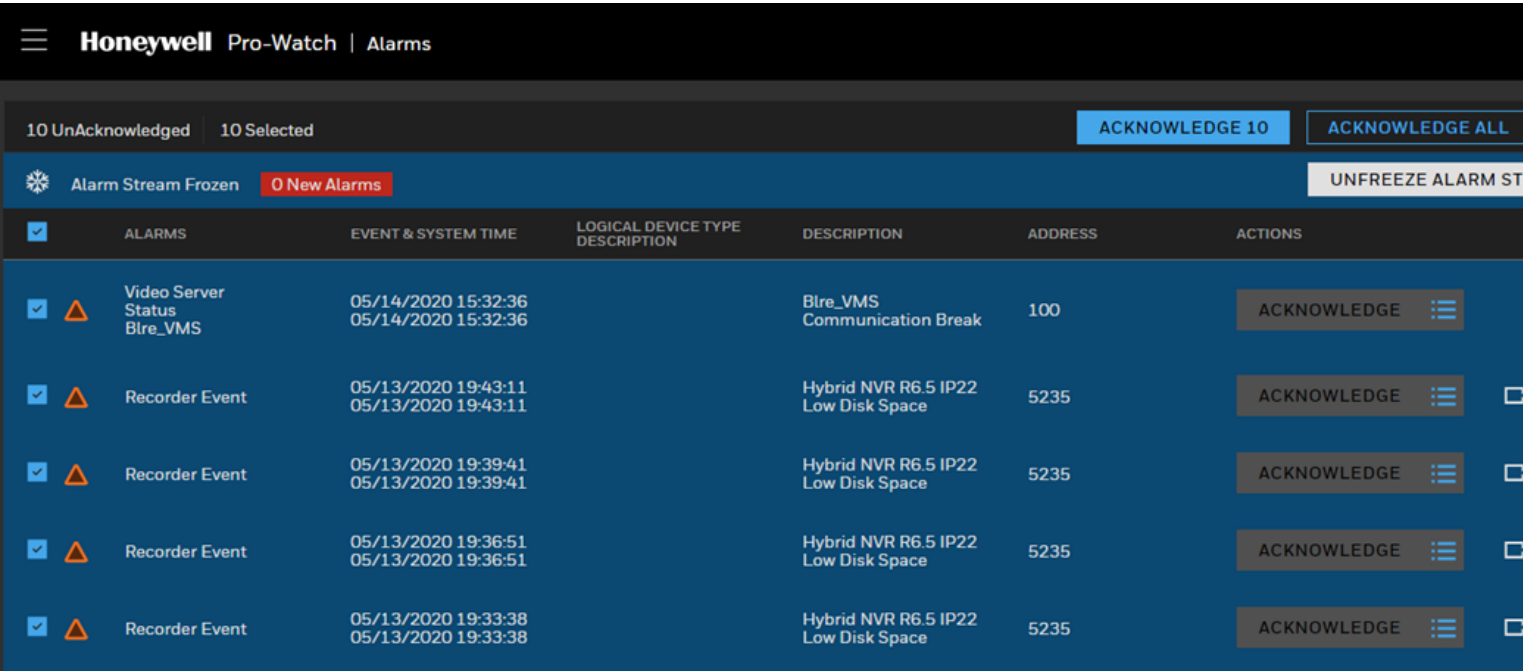 Honeywell Pro-Watch | Alarms
10 UnAcknowledged 10 Selected ACKNOWLEDGE 10 ACKNOWLEDGE ALL
Alarm Stream Frozen 0 New Alarms UNFREEZE ALARM ST
ALARMS EVENT & SYSTEM TIME LOGICAL DEVICE TYPE DESCRIPTION DESCRIPTION ADDRESS ACTIONS
Video Server
Status
Blre_VMS
05/14/2020 15:32:36
05/14/2020 15:32:36
Blre_VMS
Communication Break
100
ACKNOWLEDGE
Recorder Event
05/13/2020 19:43:11
05/13/2020 19:43:11
Hybrid NVR R6.5 IP22
Low Disk Space
5235
ACKNOWLEDGE
Recorder Event
05/13/2020 19:39:41
05/13/2020 19:39:41
Hybrid NVR R6.5 IP22
Low Disk Space
5235
ACKNOWLEDGE
Recorder Event
05/13/2020 19:36:51
05/13/2020 19:36:51
Hybrid NVR R6.5 IP22
Low Disk Space
5235
ACKNOWLEDGE
Recorder Event
05/13/2020 19:33:38
05/13/2020 19:33:38
Hybrid NVR R6.5 IP22
Low Disk Space
5235
ACKNOWLEDGE